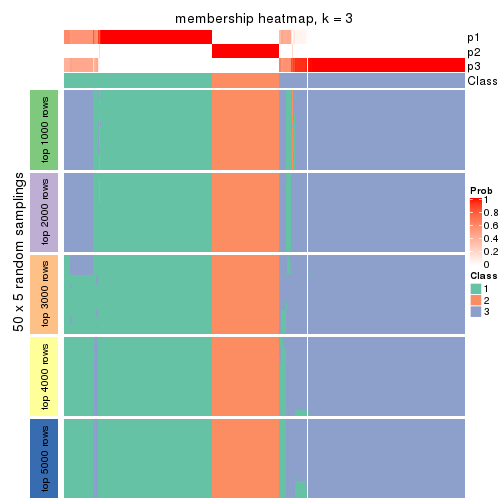 membership heatmap, k = 3
p1
p2
p3
Class
50 x 5 random samplings
top 1000 rows
top 2000 rows
top 3000 rows
top 4000 rows
top 5000 rows
Prob
1
0.8
0.6
0.4
0.2
0
Class
1
2
3